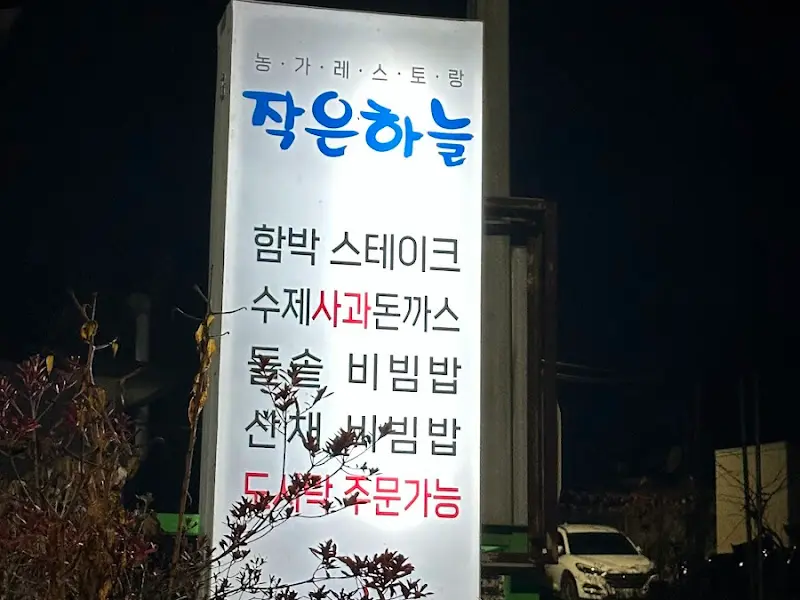 농·가·레·스·토·랑
작은하늘
함박 스테이크
수제사과돈까스
돌솥 비빔밥
산채 비빔밥
도시락 주문가능